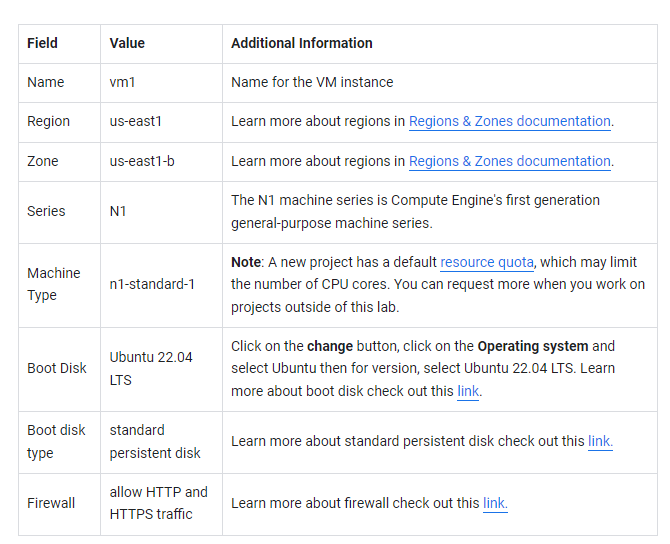 Field Value Additional Information
Name vm1 Name for the VM instance
Region us-east1 Learn more about regions in Regions & Zones documentation.
Zone us-east1-b Learn more about regions in Regions & Zones documentation.
Series N1 The N1 machine series is Compute Engine's first generation
general-purpose machine series.
Machine
Type
n1-standard-1
Note: A new project has a default resource quota, which may limit
the number of CPU cores. You can request more when you work on
projects outside of this lab.
Boot Disk
Ubuntu 22.04
LTS
Click on the change button, click on the Operating system and
select Ubuntu then for version, select Ubuntu 22.04 LTS. Learn
more about boot disk check out this link.
Boot disk
type
standard
persistent disk
Learn more about standard persistent disk check out this link.
Firewall
allow HTTP and
HTTPS traffic
Learn more about firewall check out this link.